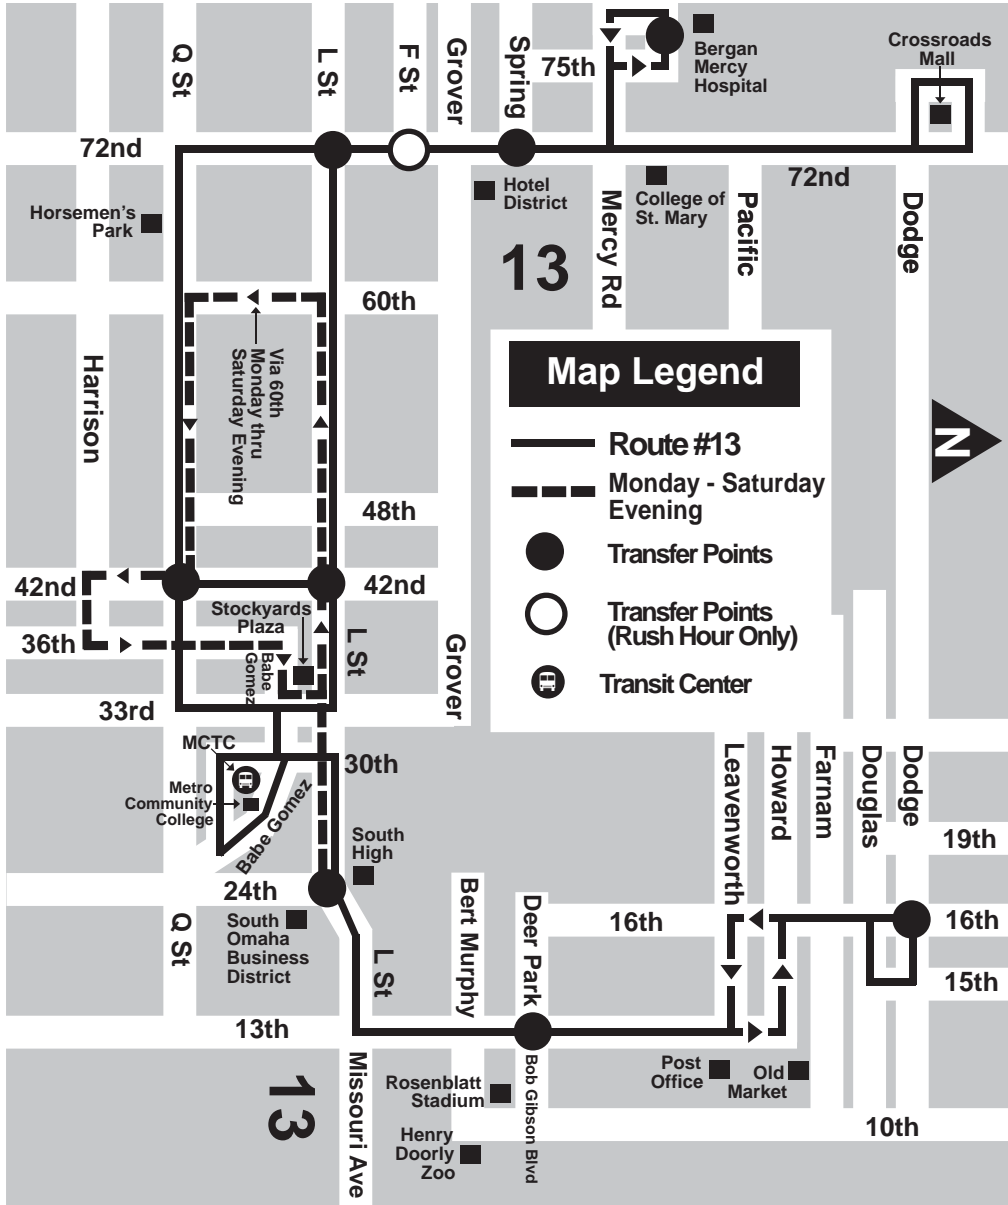 Q St
L St
F St
Grover
Spring
75th
Bergan
Mercy
Hospital
Crossroads
Mall
72nd
72nd
Horsemen's
Park
Hotel
District
Mercy Rd
College of
St. Mary
Pacific
Dodge
13
60th
Via 60th
Monday thru
Saturday Evening
Harrison
Map Legend
Route #13
Monday - Saturday
Evening
Transfer Points
Transfer Points
(Rush Hour Only)
Transit Center
N
48th
42nd
42nd
Stockyards
Plaza
36th
Babe
Gomez
L St
Grover
33rd
MCTC
30th
Metro
Community
College
Babe Gomez
Leavenworth
Howard
Farnam
Douglas
Dodge
19th
South
High
24th
Q St
South
Omaha
Business
District
L St
Bert Murphy
Deer Park
16th
16th
15th
13th
13
Missouri Ave
Rosenblatt
Stadium
Bob Gibson Blvd
Post
Office
Old
Market
10th
Henry
Doorly
Zoo